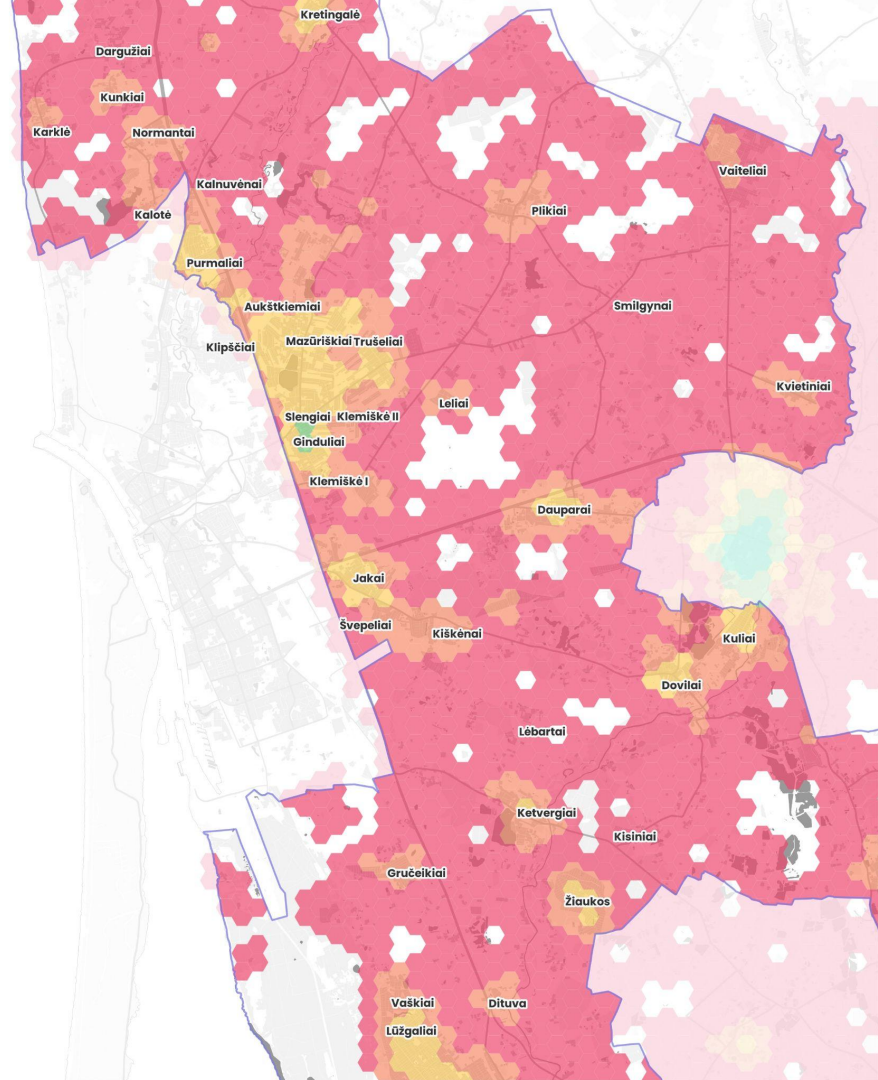 Kretingalė
Dargužiai
Kunkiai
Karklė
Normantai
Vaiteliai
Kalnuvėnai
Plikiai
Kalotė
Purmaliai
Aukštkiemiai
Smilgynai
Mazūriškiai
Trušeliai
Klipščiai
Kvietiniai
Leliai
Slengiai
Klemiškė II
Ginduliai
Klemiškė I
Dauparai
Jakai
Švepeliai
Kiškėnai
Kuliai
Dovilai
Lėbartai
Ketvergiai
Kisiniai
Gručeikiai
Žiaukos
Vaškiai
Dituva
Lūžgaliai